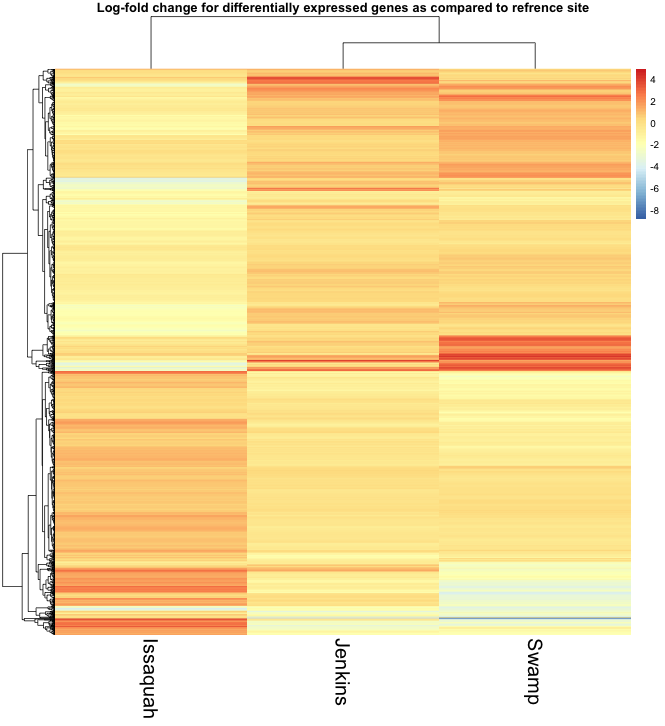 Log-fold change for differentially expressed genes as compared to refrence site
4
2
0
-2
-4
-6
-8
Issaquah
Jenkins
Swamp